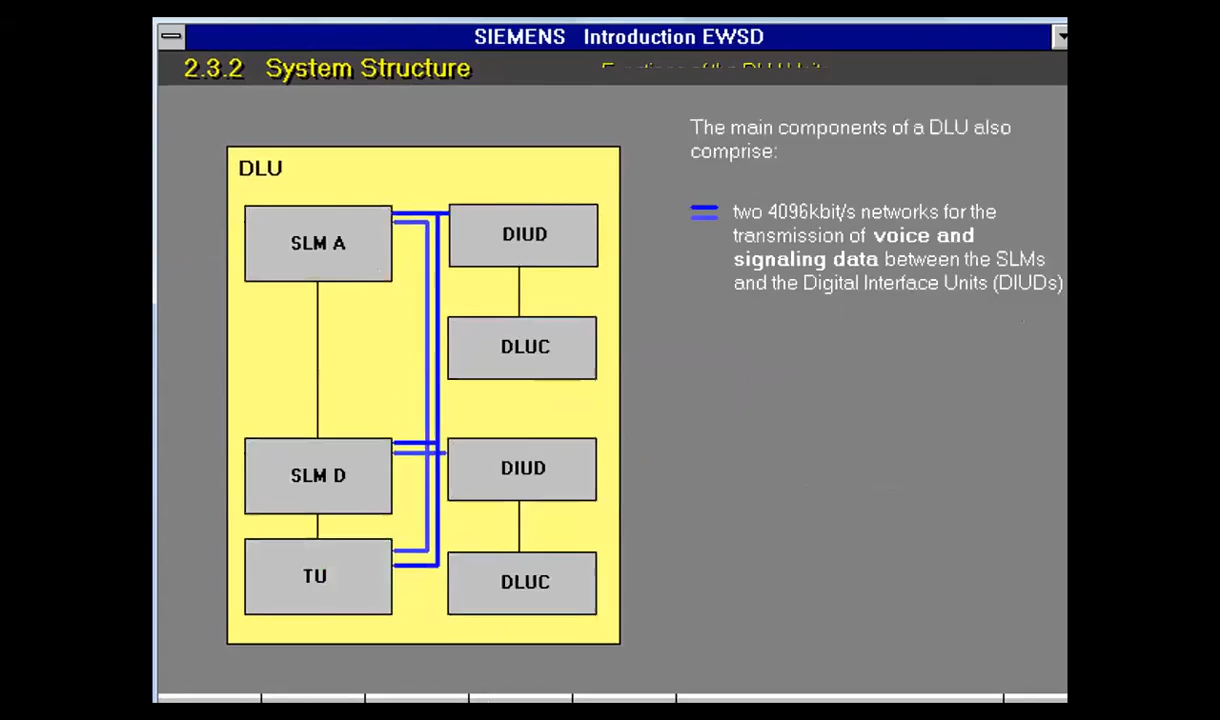 SIEMENS Introduction EWSD
2.3.2 System Structure
The main components of a DLU also
comprise:
DLU
SLM A
DIUD
two 4096kbit/s networks for the
transmission of voice and
signaling data between the SLMs
and the Digital Interface Units (DIUDs)
DLUC
SLM D
DIUD
TU
DLUC